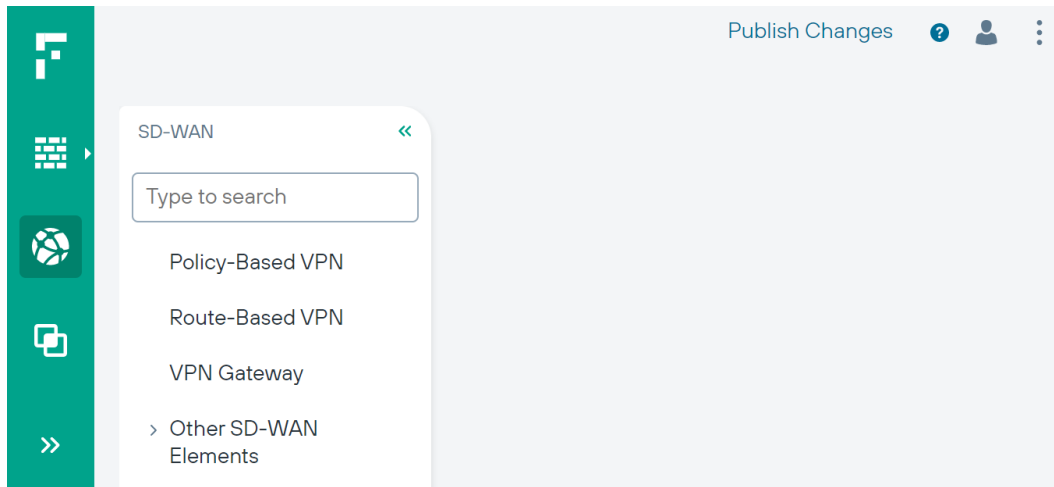 Publish Changes
SD-WAN
Type to search
Policy-Based VPN
Route-Based VPN
VPN Gateway
Other SD-WAN
Elements